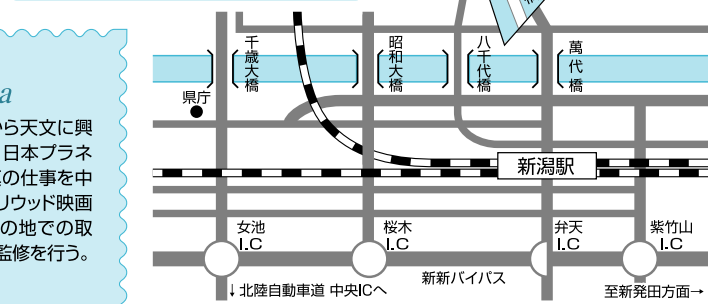 a
から天文に興
日本プラネ
の仕事を中
リウッド映画
の地での取
監修を行う。
千歳大橋
昭和大橋
八千代橋
萬代橋
県庁
新潟駅
女池
I.C
桜木
I.C
弁天
I.C
紫竹山
I.C
新新バイパス
↓北陸自動車道 中央ICへ
至新発田方面→